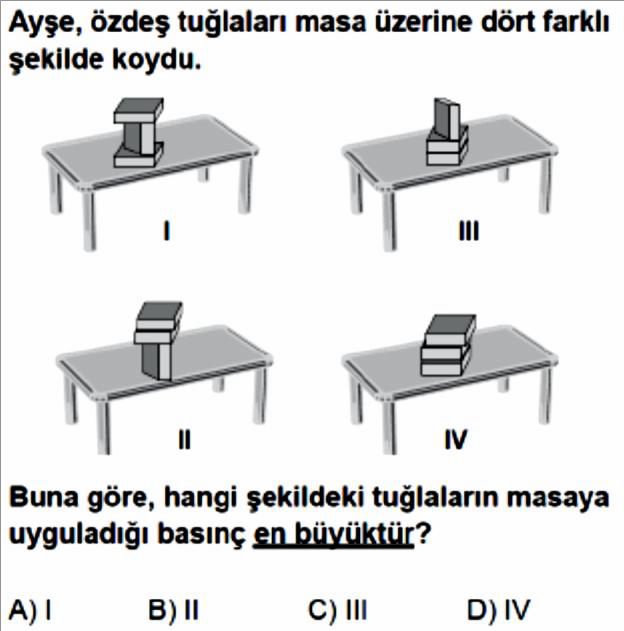 Ayşe, özdeş tuğlaları masa üzerine dört farklı
şekilde koydu.
I
III
II
IV
Buna göre, hangi şekildeki tuğlaların masaya
uyguladığı basınç en büyüktür?
A) I B) II C) III D) IV